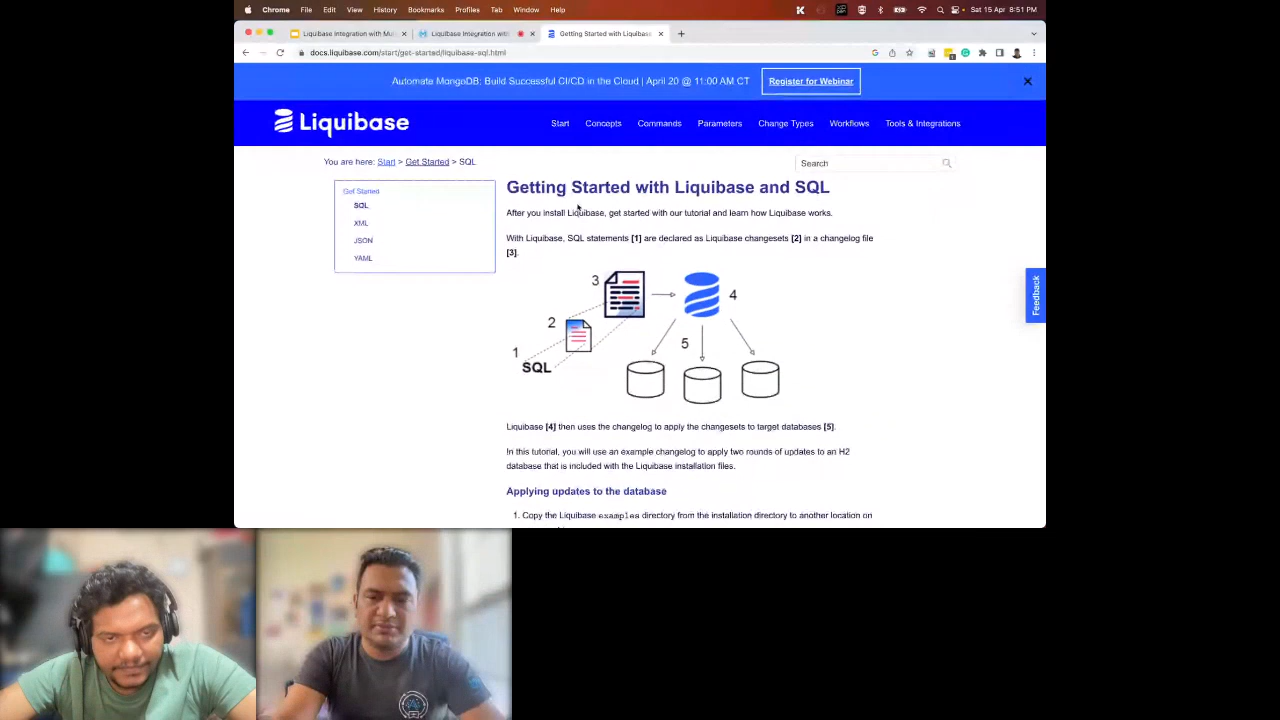 Chrome File Edit View History Bookmarks Profiles Tab Window Help Sat 15 Apr 8:51 PM
Liquibase Integration with Mu Liquibase Integration with Getting Started with Liquibase
docs.liquibase.com/start/get-started/liquibase-sql.html
Automate MongoDB: Build Successful CI/CD in the Cloud | April 20 @ 11:00 AM CT Register for Webinar
Liquibase Start Concepts Commands Parameters Change Types Workflows Tools & Integrations
You are here: Start > Get Started > SQL Search
Get Started
SQL
XML
JSON
YAML
Getting Started with Liquibase and SQL
After you install Liquibase, get started with our tutorial and learn how Liquibase works.
With Liquibase, SQL statements [1] are declared as Liquibase changesets [2] in a changelog file
[3].
3
4
2
5
1
SQL
Feedback
Liquibase [4] then uses the changelog to apply the changesets to target databases [5].
In this tutorial, you will use an example changelog to apply two rounds of updates to an H2
database that is included with the Liquibase installation files.
Applying updates to the database
1. Copy the Liquibase examples directory from the installation directory to another location on